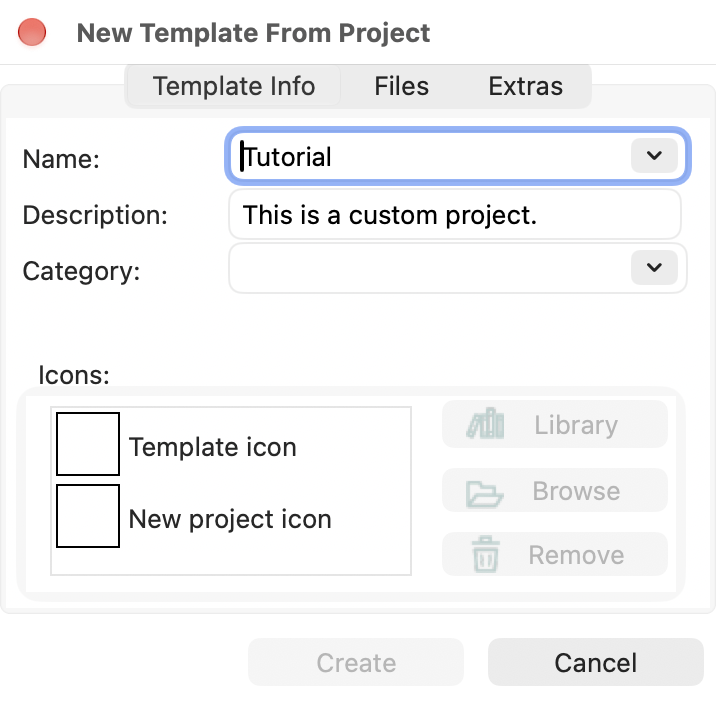 New Template From Project
Template Info Files Extras
Name: Tutorial
Description: This is a custom project.
Category:
Icons:
Template icon
New project icon
Library
Browse
Remove
Create Cancel